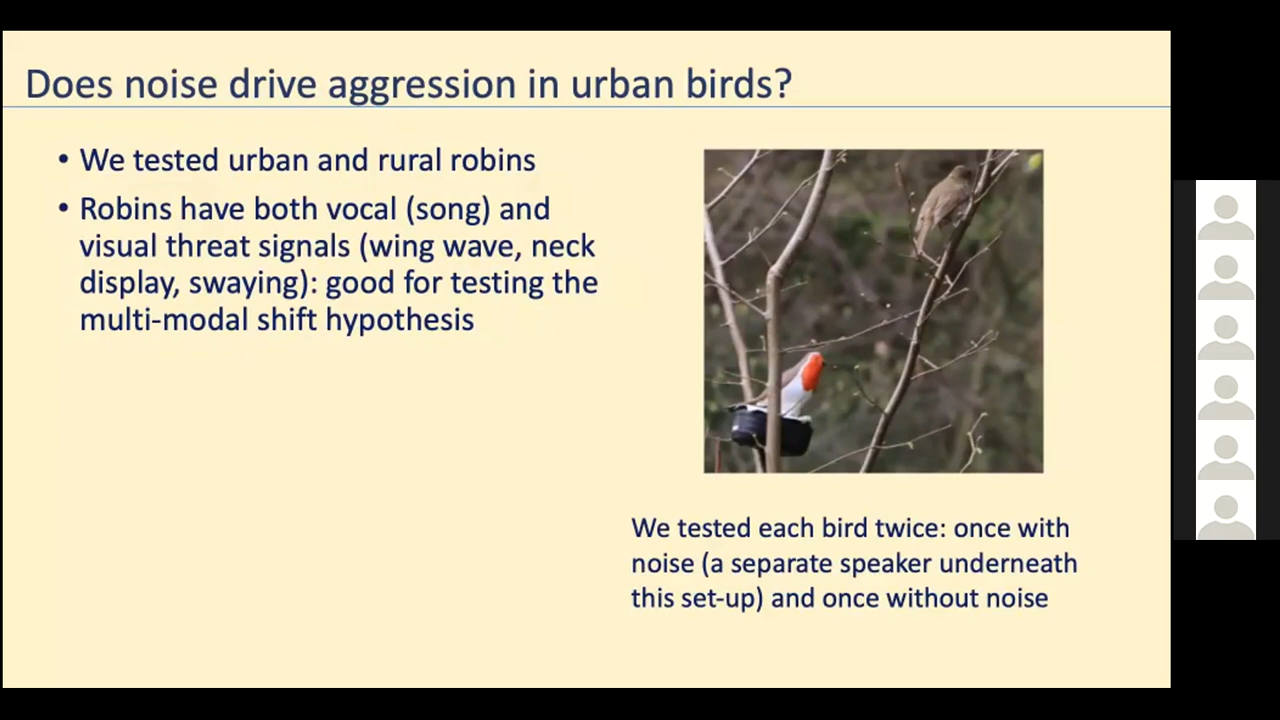 Does noise drive aggression in urban birds?
• We tested urban and rural robins
• Robins have both vocal (song) and
visual threat signals (wing wave, neck
display, swaying): good for testing the
multi-modal shift hypothesis
We tested each bird twice: once with
noise (a separate speaker underneath
this set-up) and once without noise